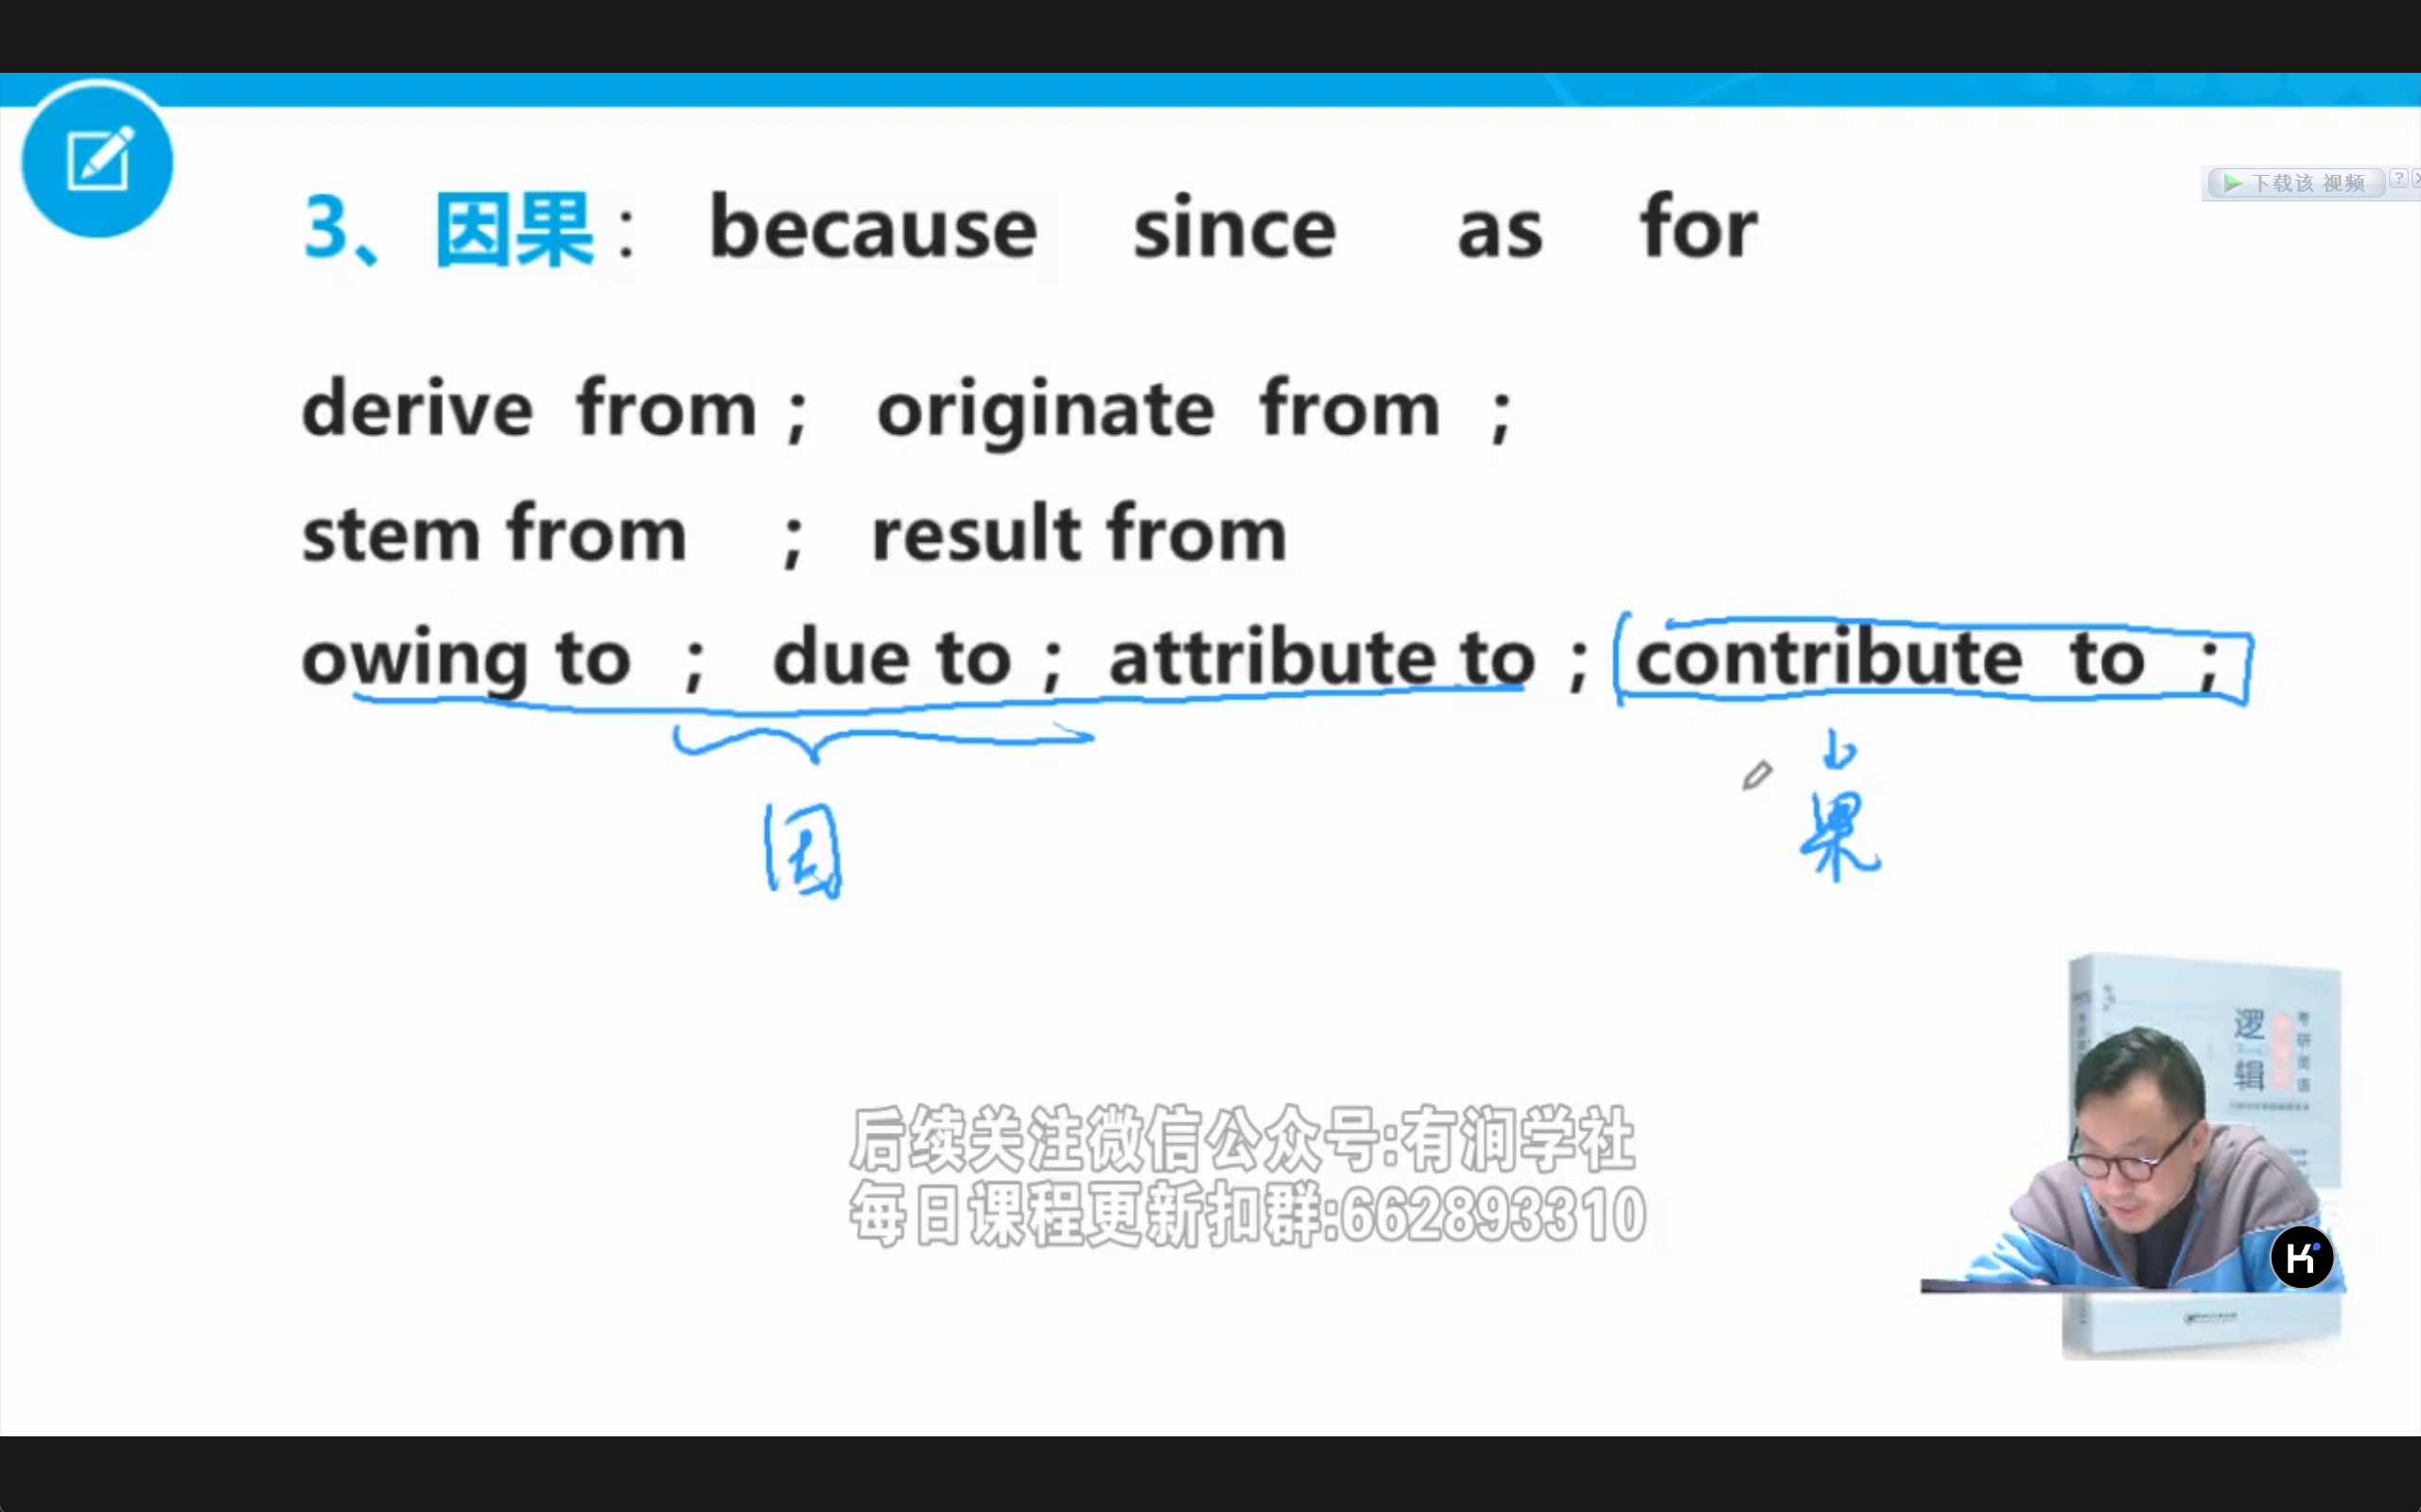 下载该 视频
3、因果： because since as for
derive from ； originate from ；
stem from ； result from
owing to ； due to ； attribute to ； contribute to ；
因
果
逻辑
考研英语
后续关注微信公众号:有润学社
每日课程更新扣群:662893310